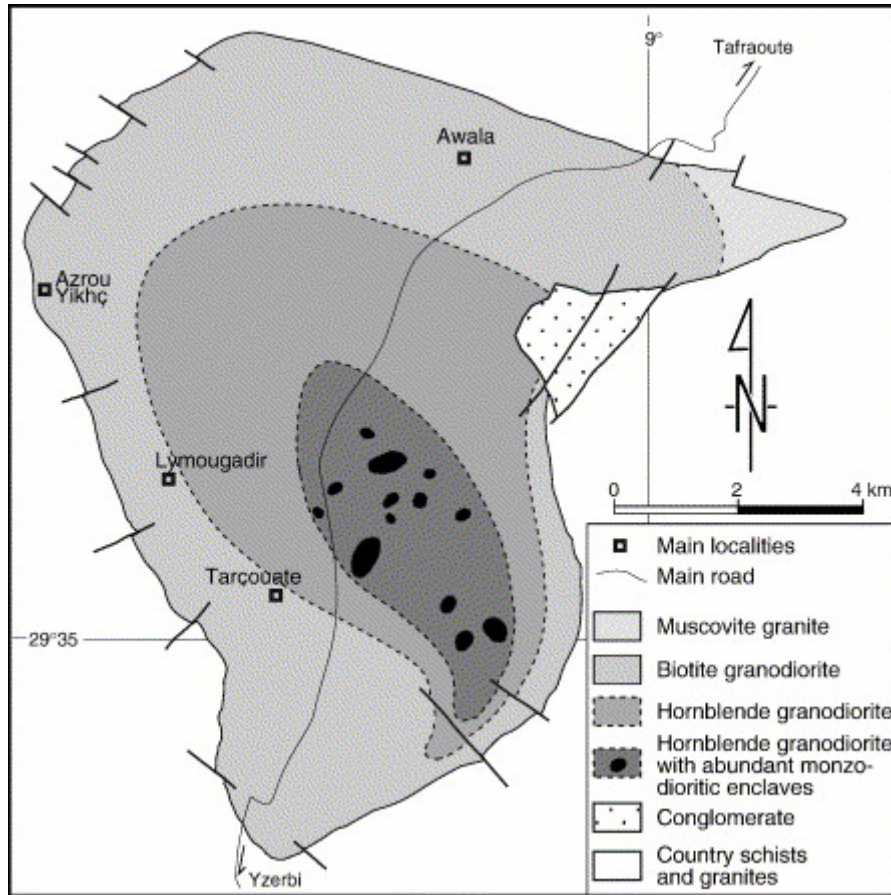 9°
Tafraoute
Awala
Azrou
Yikhç
Lymougadir
Tarçouate
29°35
Yzerbi
N
0 2 4 km
Main localities
Main road
Muscovite granite
Biotite granodiorite
Hornblende granodiorite
Hornblende granodiorite
with abundant monzo-
dioritic enclaves
Conglomerate
Country schists
and granites